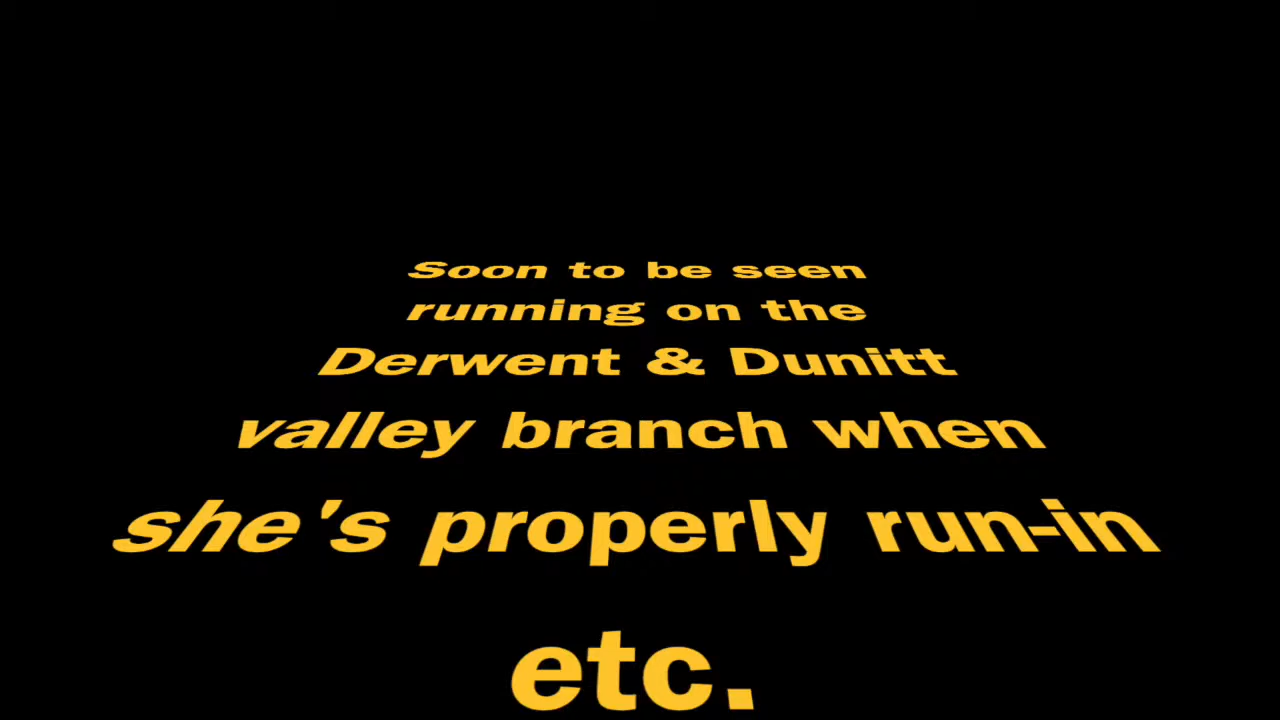 Soon to be seen
running on the
Derwent & Dunitt
valley branch when
she's properly run-in
etc.